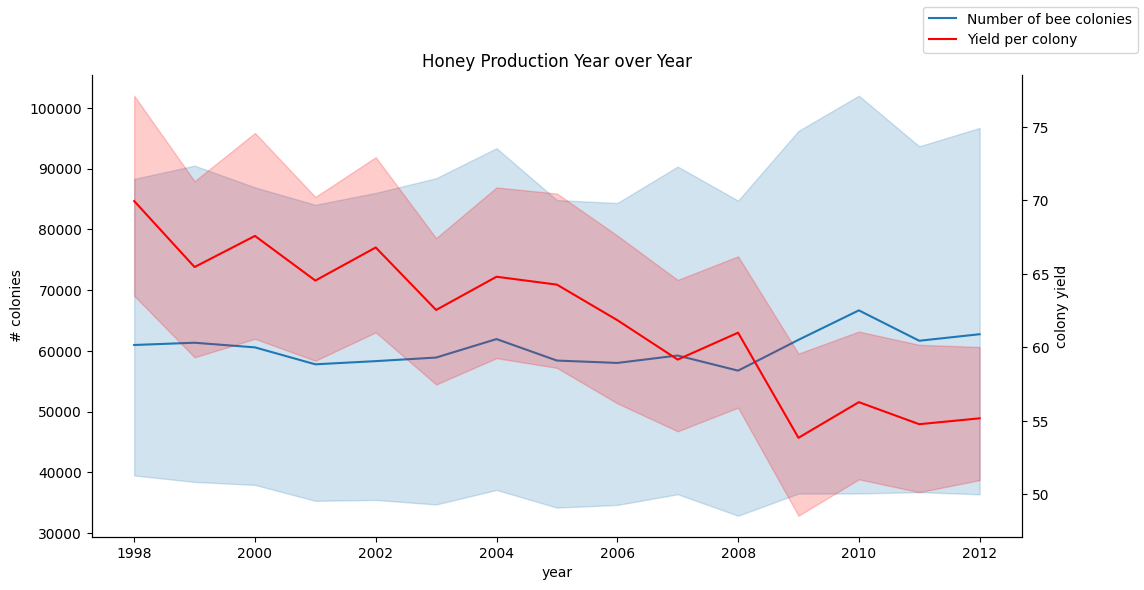 Number of bee colonies
Yield per colony
Honey Production Year over Year
# colonies
100000
90000
80000
70000
60000
50000
40000
30000
colony yield
75
70
65
60
55
50
1998 2000 2002 2004 2006 2008 2010 2012
year